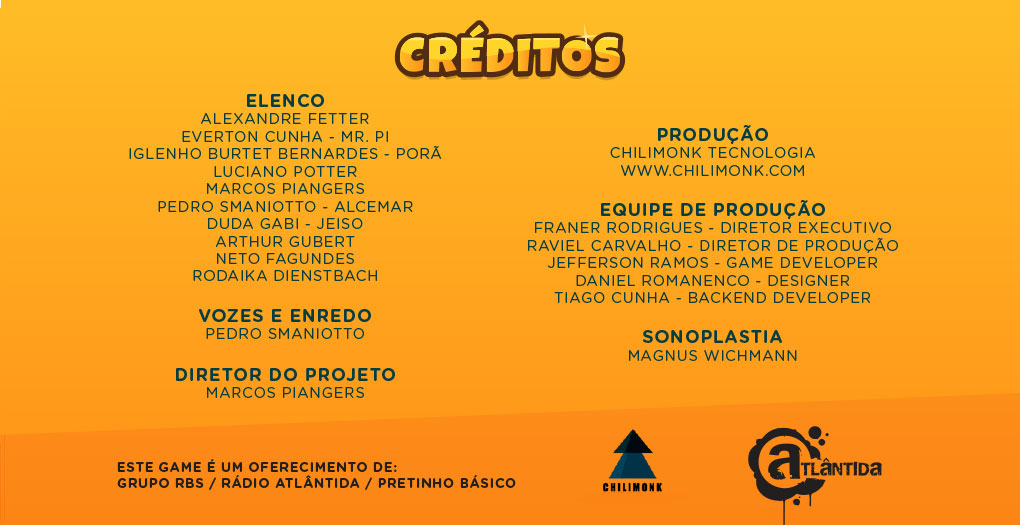 CRÉDITOS
ELENCO
ALEXANDRE FETTER
EVERTON CUNHA - MR. PI
IGLENHO BURTET BERNARDES - PORÃ
LUCIANO POTTER
MARCOS PIANGERS
PEDRO SMANIOTTO - ALCEMAR
DUDA GABI - JEISO
ARTHUR GUBERT
NETO FAGUNDES
RODAIKA DIENSTBACH
VOZES E ENREDO
PEDRO SMANIOTTO
DIRETOR DO PROJETO
MARCOS PIANGERS
PRODUÇÃO
CHILIMONK TECNOLOGIA
WWW.CHILIMONK.COM
EQUIPE DE PRODUÇÃO
FRANER RODRIGUES - DIRETOR EXECUTIVO
RAVIEL CARVALHO - DIRETOR DE PRODUÇÃO
JEFFERSON RAMOS - GAME DEVELOPER
DANIEL ROMANENCO - DESIGNER
TIAGO CUNHA - BACKEND DEVELOPER
SONOPLASTIA
MAGNUS WICHMANN
ESTE GAME É UM OFERECIMENTO DE:
GRUPO RBS / RÁDIO ATLÂNTIDA / PRETINHO BÁSICO
CHILIMONK
ATLÂNTIDA